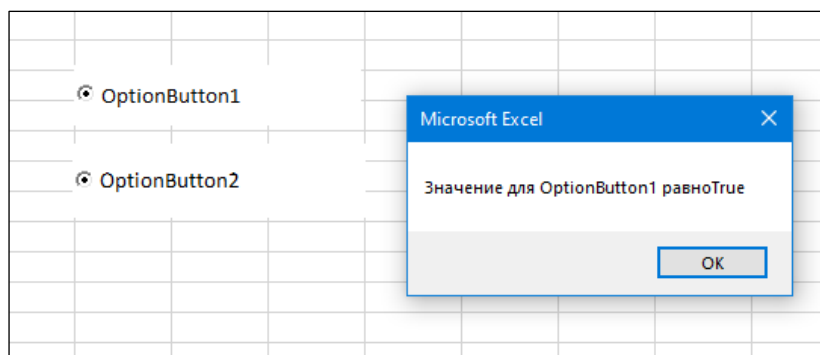 OptionButton1
OptionButton2
Microsoft Excel
Значение для OptionButton1 равноTrue
OK